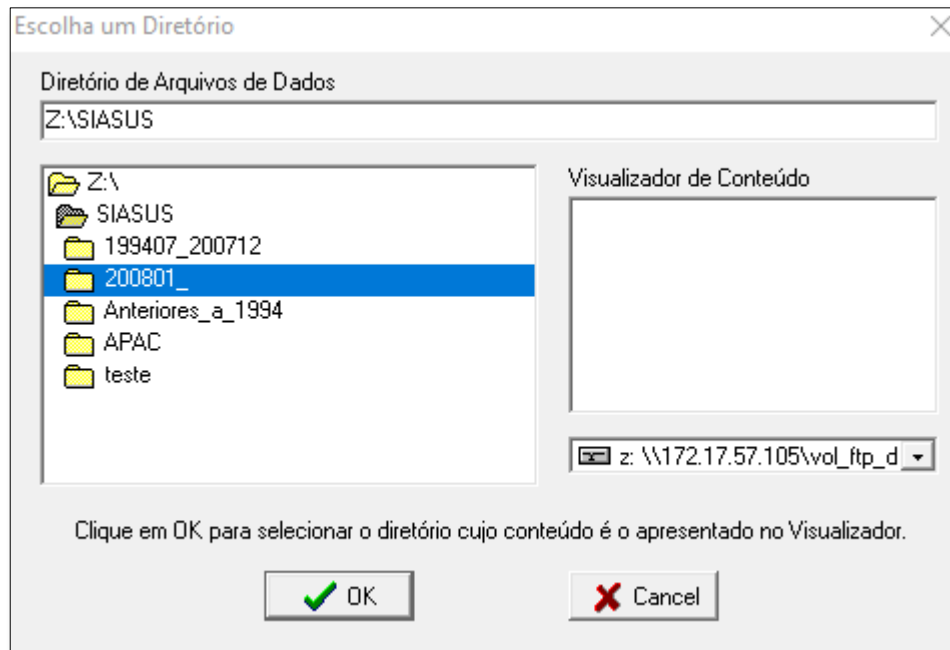 Escolha um Diretório
Diretório de Arquivos de Dados
Z:\SIASUS
Z:\
SIASUS
199407_200712
200801_
Anteriores_a_1994
APAC
teste
Visualizador de Conteúdo
z: \\172.17.57.105\vol_ftp_d
Clique em OK para selecionar o diretório cujo conteúdo é o apresentado no Visualizador.
OK
Cancel